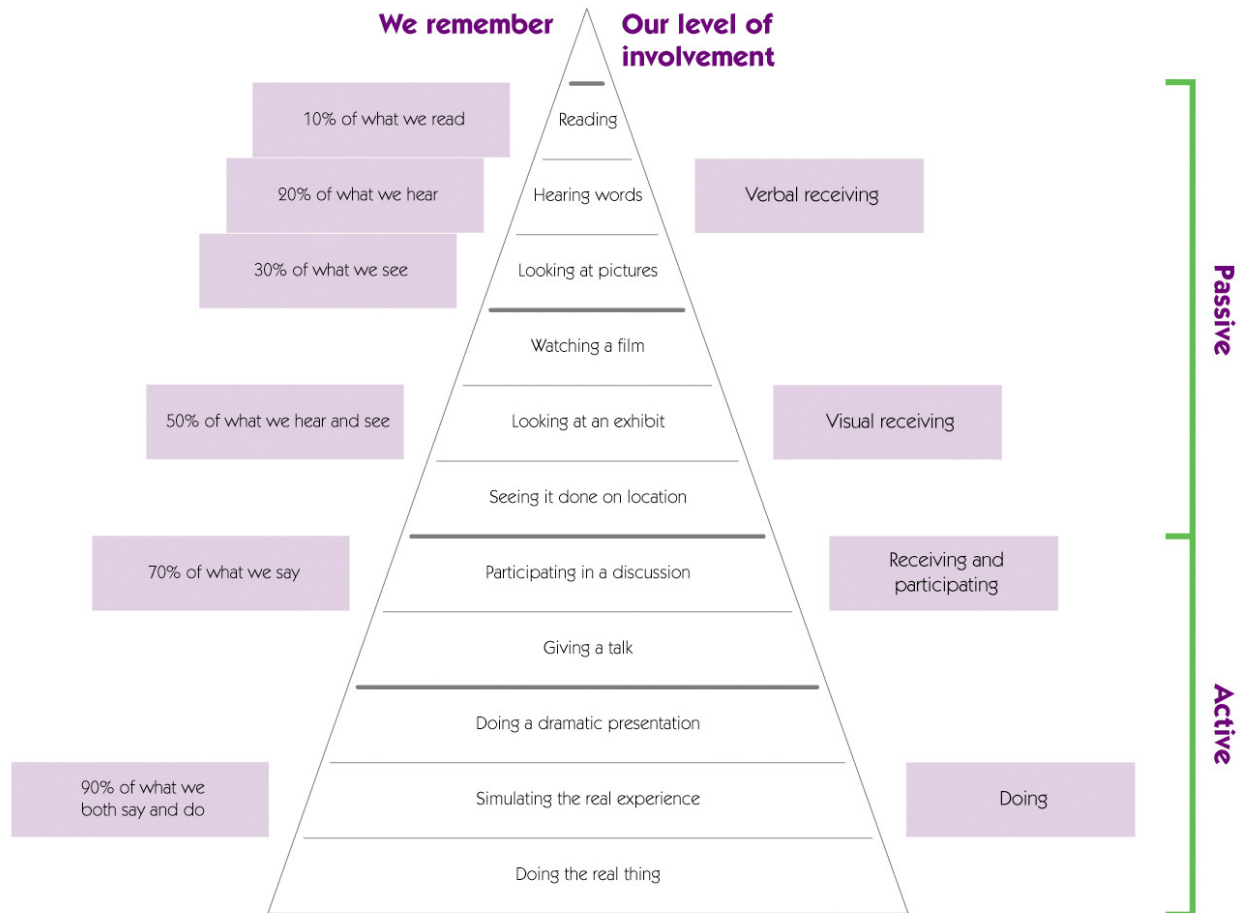 We remember
Our level of
involvement
10% of what we read
Reading
20% of what we hear
Hearing words
Verbal receiving
30% of what we see
Looking at pictures
Watching a film
50% of what we hear and see
Looking at an exhibit
Visual receiving
Seeing it done on location
Passive
70% of what we say
Participating in a discussion
Receiving and
participating
Giving a talk
Doing a dramatic presentation
90% of what we
both say and do
Simulating the real experience
Doing
Doing the real thing
Active